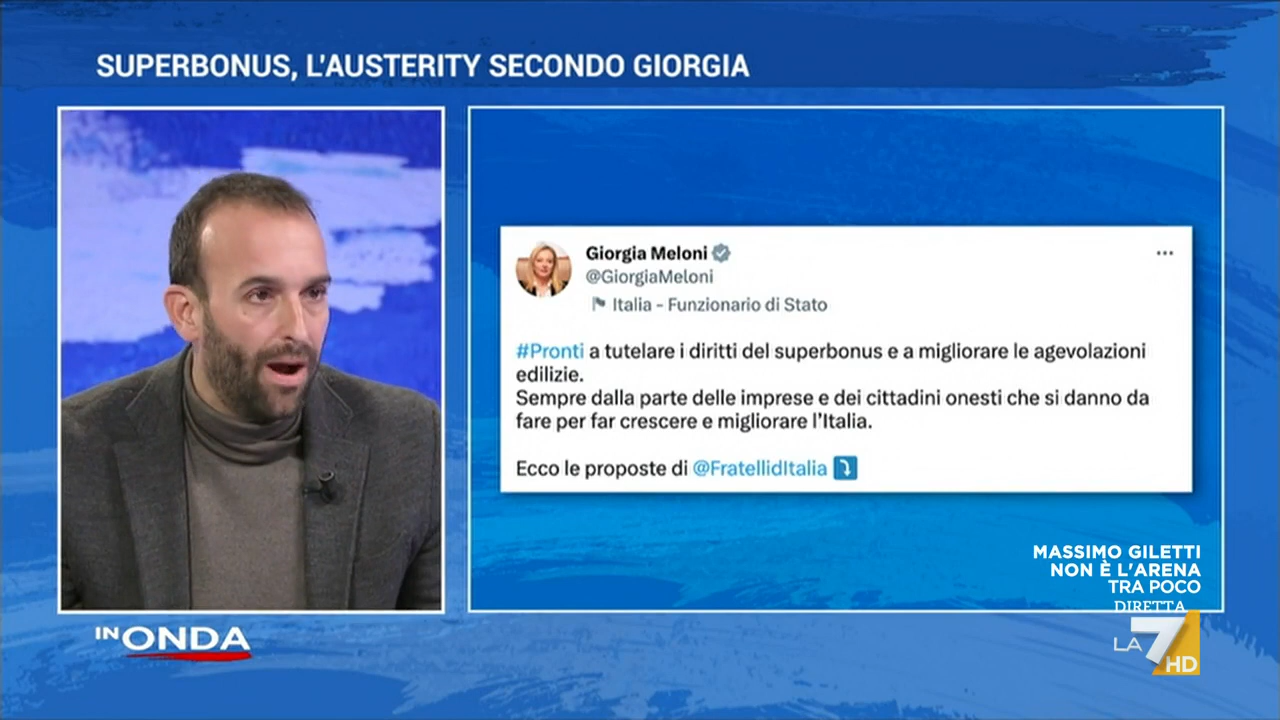 SUPERBONUS, L'AUSTERITY SECONDO GIORGIA
Giorgia Meloni
@GiorgiaMeloni
Italia - Funzionario di Stato
#Pronti a tutelare i diritti del superbonus e a migliorare le agevolazioni
edilizie.
Sempre dalla parte delle imprese e dei cittadini onesti che si danno da
fare per far crescere e migliorare l'Italia.
Ecco le proposte di @FratellidItalia
MASSIMO GILETTI
NON È L'ARENA
TRA POCO
DIRETTA
LA 7 HD
IN ONDA